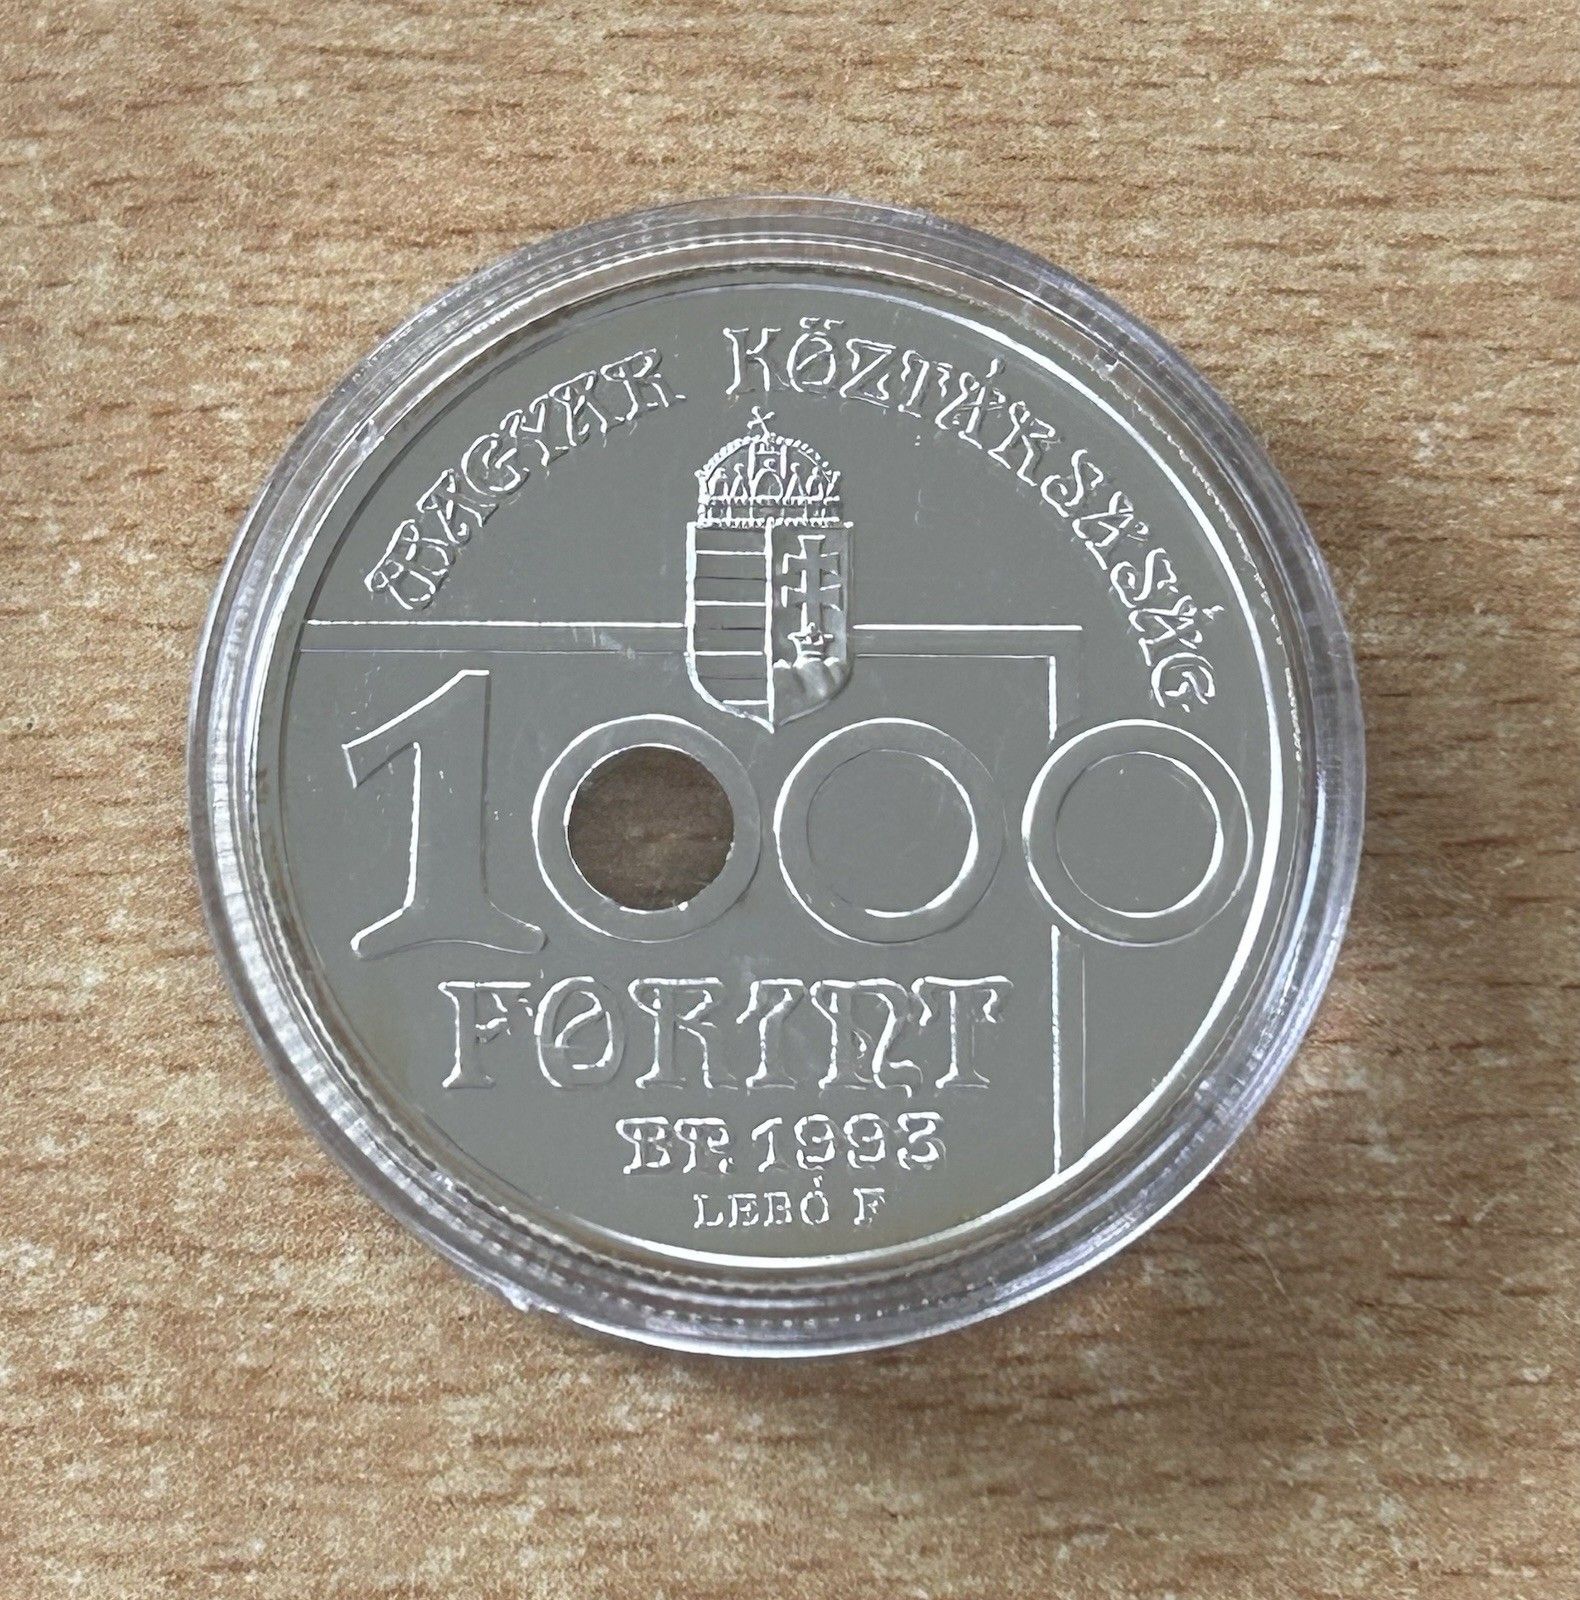 MAGYAR KÖZTÁRSASÁG
1000
FORINT
BP. 1993
LEBÓ F